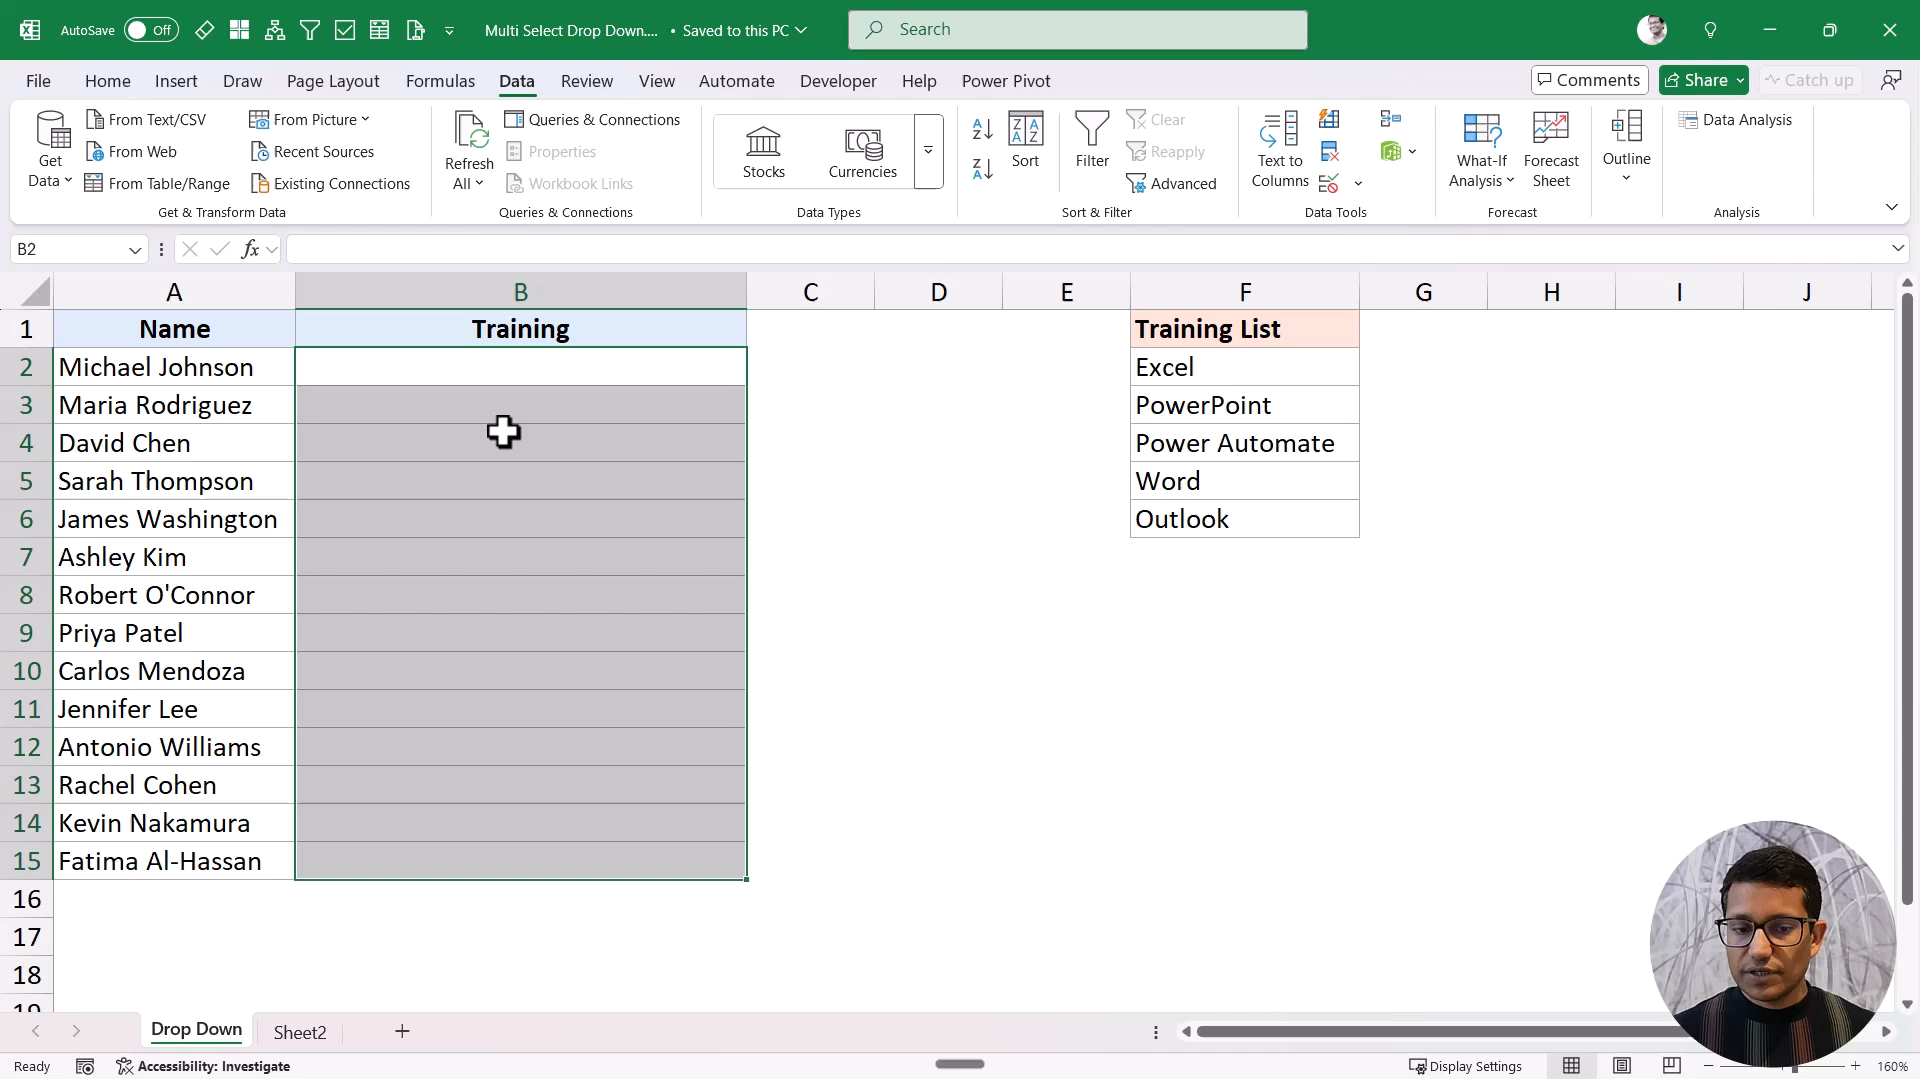 AutoSave Off Multi Select Drop Down.... • Saved to this PC Search
File Home Insert Draw Page Layout Formulas Data Review View Automate Developer Help Power Pivot Comments Share Catch up
Get Data
From Text/CSV
From Web
From Table/Range
From Picture
Recent Sources
Existing Connections
Get & Transform Data
Refresh All
Queries & Connections
Properties
Workbook Links
Queries & Connections
Stocks
Currencies
Data Types
Sort
Filter
Clear
Reapply
Advanced
Sort & Filter
Text to Columns
Data Tools
What-If Analysis
Forecast Sheet
Forecast
Outline
Data Analysis
Analysis
B2 fx
A B C D E F G H I J
1 Name Training Training List
2 Michael Johnson Excel
3 Maria Rodriguez PowerPoint
4 David Chen Power Automate
5 Sarah Thompson Word
6 James Washington Outlook
7 Ashley Kim
8 Robert O'Connor
9 Priya Patel
10 Carlos Mendoza
11 Jennifer Lee
12 Antonio Williams
13 Rachel Cohen
14 Kevin Nakamura
15 Fatima Al-Hassan
16
17
18
19
Drop Down Sheet2
Ready Accessibility: Investigate Display Settings 160%